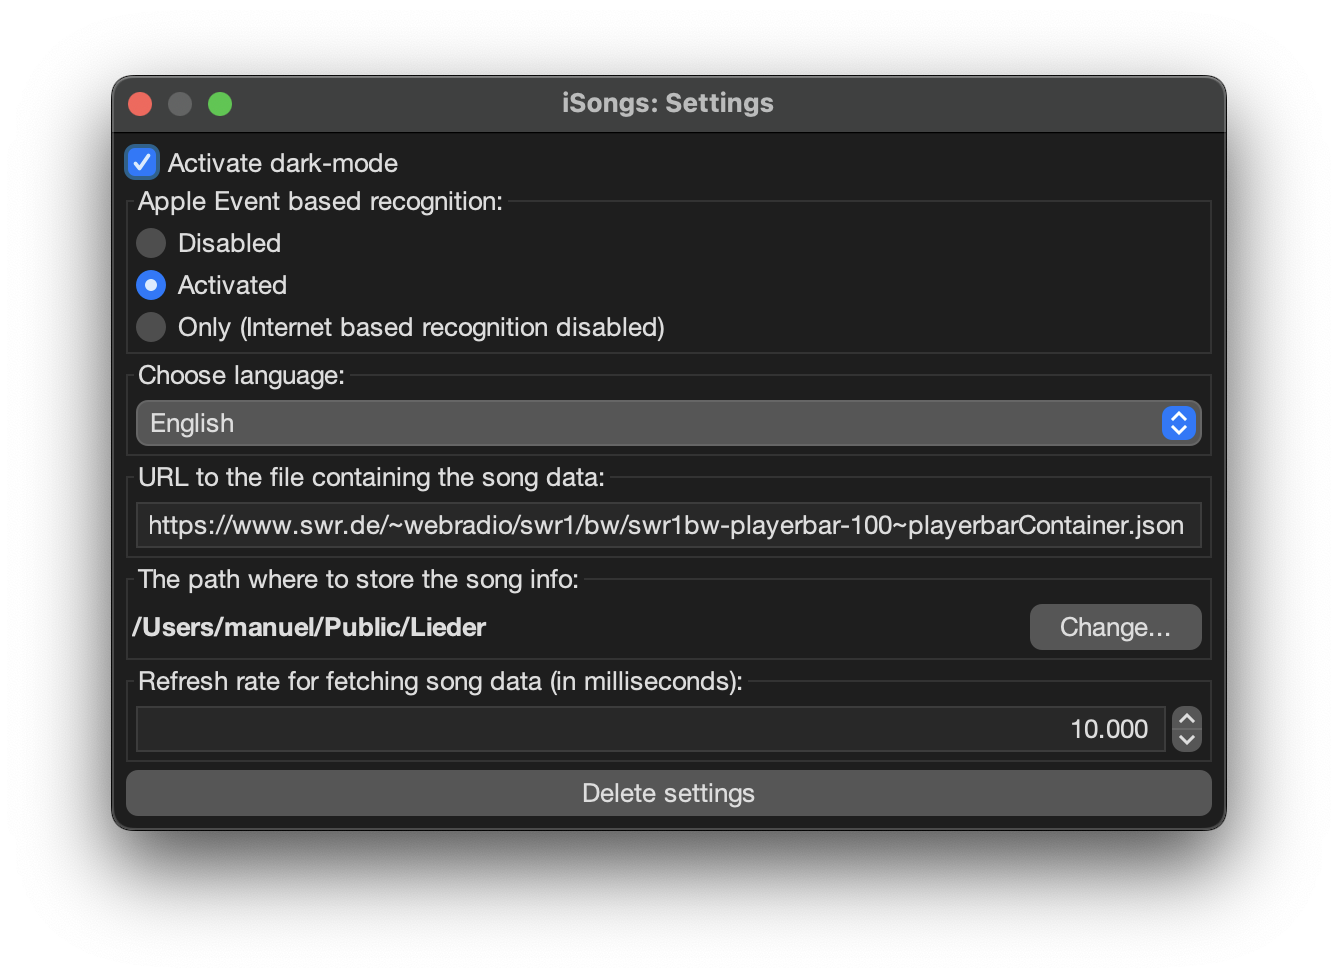 iSongs: Settings
Activate dark-mode
Apple Event based recognition:
Disabled
Activated
Only (Internet based recognition disabled)
Choose language:
English
URL to the file containing the song data:
https://www.swr.de/~webradio/swr1/bw/swr1bw-playerbar-100~playerbarContainer.json
The path where to store the song info:
/Users/manuel/Public/Lieder
Change...
Refresh rate for fetching song data (in milliseconds):
10.000
Delete settings